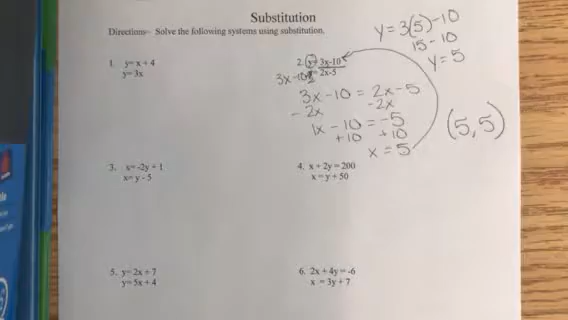 Substitution
Directions- Solve the following systems using substitution.
1. y= x + 4
y= 3x
2. y= 3x-10
y= 2x-5
3x-10
3x-10 = 2x-5
-2x -2x
1x-10 = -5
+10 +10
x = 5
y = 3(5)-10
15-10
y = 5
(5,5)
3. x= -2y + 1
x= y - 5
4. x + 2y = 200
x = y + 50
5. y= 2x + 7
y= 5x + 4
6. 2x + 4y = -6
x = 3y + 7